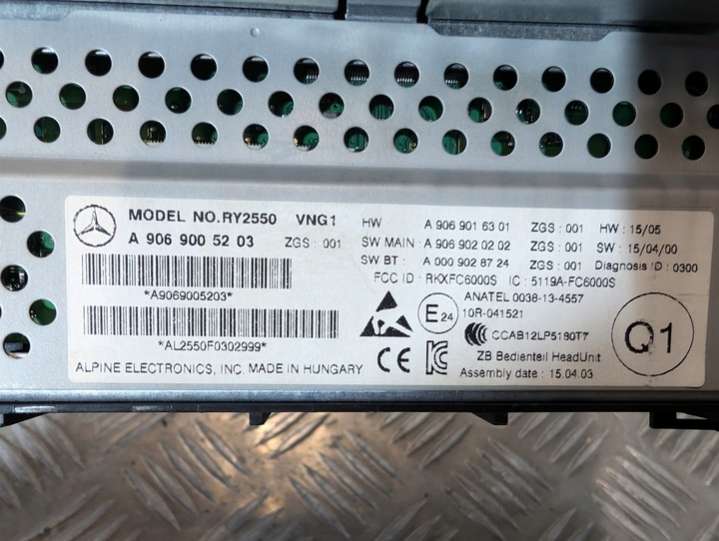 MODEL NO.RY2550 VNG1
A 906 900 52 03 ZGS : 001
*A9069005203*
*AL2550F0302999*
ALPINE ELECTRONICS, INC. MADE IN HUNGARY
HW A 906 901 63 01 ZGS : 001 HW : 15/05
SW MAIN : A 906 902 02 02 ZGS : 001 SW : 15/04/00
SW BT : A 000 902 87 24 ZGS : 001 Diagnosis ID : 0300
FCC ID : RKXFC6000S IC : 5119A-FC6000S
ANATEL 0038-13-4557
E24 10R-041521
CCAB12LP5180T7
CE
ZB Bedienteil HeadUnit
Assembly date : 15.04.03
Q1